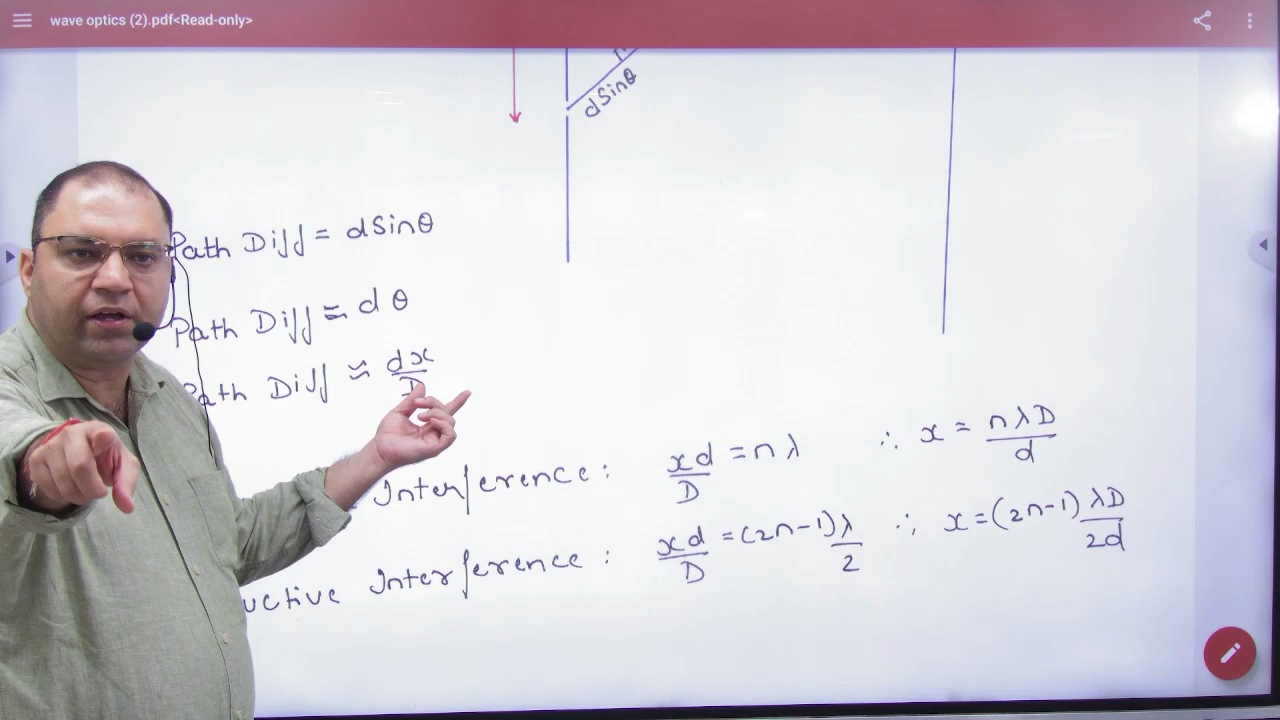 wave optics (2).pdf<Read-only>
dSinθ
Path Diff = dSinθ
Path Diff ≈ dθ
Path Diff ≈ dx/D
Interference: xd/D = nλ ∴ x = nλD/d
uctive Interference: xd/D = (2n-1)λ/2 ∴ x = (2n-1)λD/2d